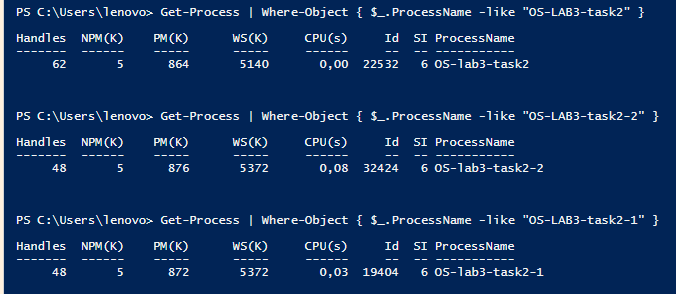 PS C:\Users\lenovo> Get-Process | Where-Object { $_.ProcessName -like "OS-LAB3-task2" }
Handles  NPM(K)    PM(K)      WS(K)     CPU(s)     Id  SI ProcessName
-------  ------    -----      -----     ------     --  -- -----------
     62       5      864       5140       0,00  22532   6 OS-lab3-task2
PS C:\Users\lenovo> Get-Process | Where-Object { $_.ProcessName -like "OS-LAB3-task2-2" }
Handles  NPM(K)    PM(K)      WS(K)     CPU(s)     Id  SI ProcessName
-------  ------    -----      -----     ------     --  -- -----------
     48       5      876       5372       0,08  32424   6 OS-lab3-task2-2
PS C:\Users\lenovo> Get-Process | Where-Object { $_.ProcessName -like "OS-LAB3-task2-1" }
Handles  NPM(K)    PM(K)      WS(K)     CPU(s)     Id  SI ProcessName
-------  ------    -----      -----     ------     --  -- -----------
     48       5      872       5372       0,03  19404   6 OS-lab3-task2-1